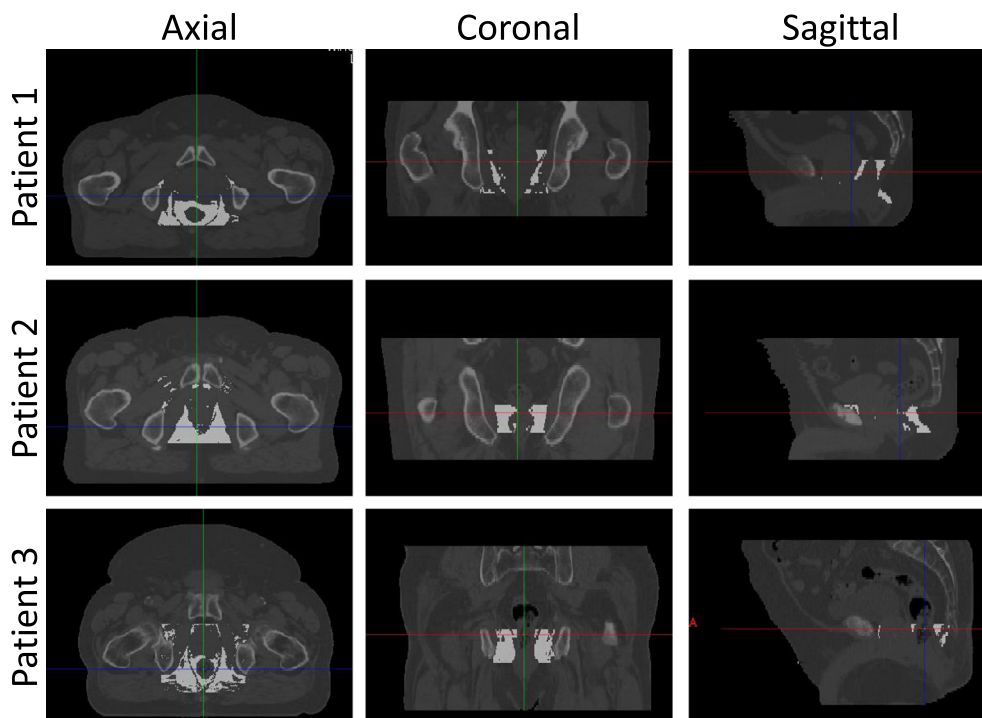 Axial Coronal Sagittal
Patient 1
L
Patient 2
Patient 3
A